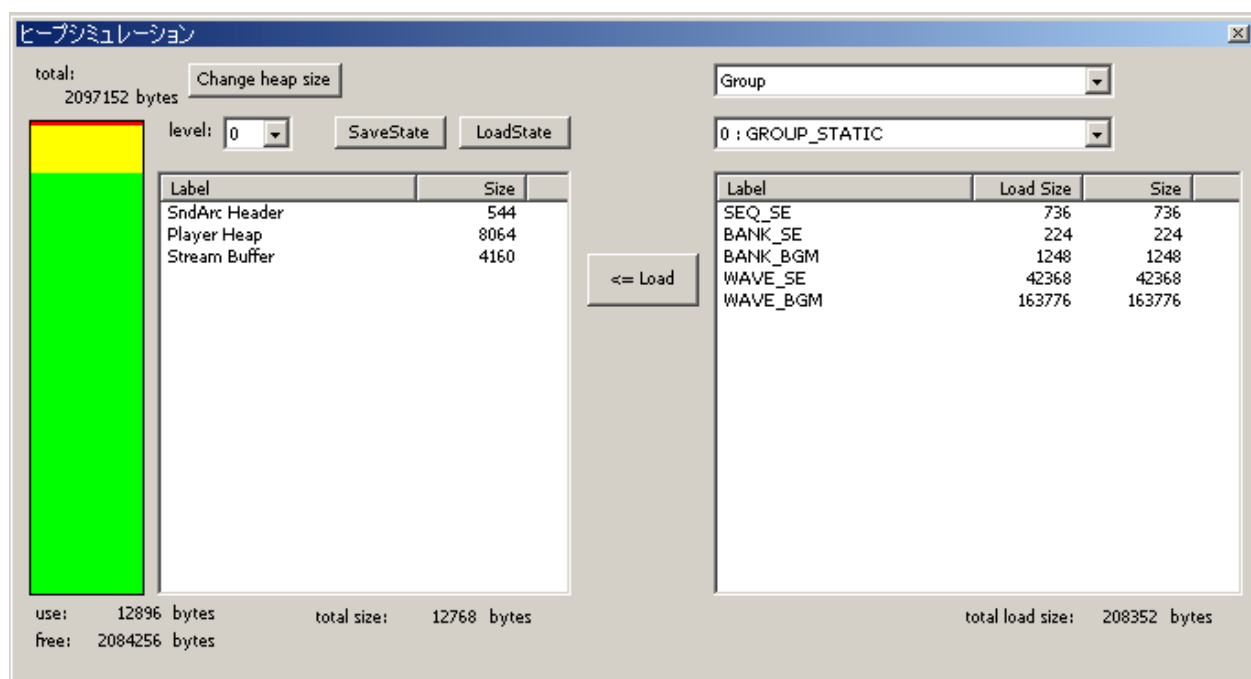 ヒープシミュレーション
total:
2097152 bytes
Change heap size
Group
level: 0
SaveState
LoadState
0 : GROUP_STATIC
Label Size
SndArc Header 544
Player Heap 8064
Stream Buffer 4160
<= Load
Label Load Size Size
SEQ_SE 736 736
BANK_SE 224 224
BANK_BGM 1248 1248
WAVE_SE 42368 42368
WAVE_BGM 163776 163776
use: 12896 bytes
free: 2084256 bytes
total size: 12768 bytes
total load size: 208352 bytes